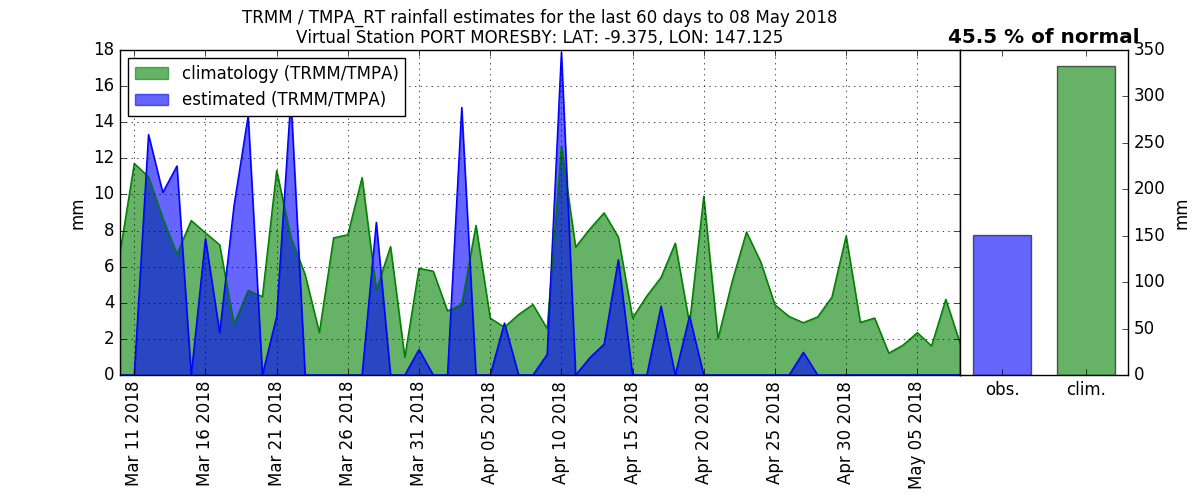 TRMM / TMPA_RT rainfall estimates for the last 60 days to 08 May 2018
Virtual Station PORT MORESBY: LAT: -9.375, LON: 147.125
45.5 % of normal
climatology (TRMM/TMPA)
estimated (TRMM/TMPA)
18
16
14
12
10
8
6
4
2
0
mm
Mar 11 2018
Mar 16 2018
Mar 21 2018
Mar 26 2018
Mar 31 2018
Apr 05 2018
Apr 10 2018
Apr 15 2018
Apr 20 2018
Apr 25 2018
Apr 30 2018
May 05 2018
obs.
clim.
350
300
250
200
150
100
50
0
mm